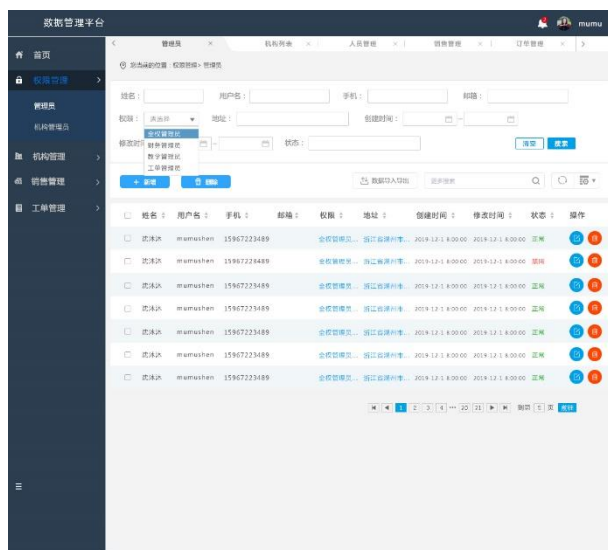 数据管理平台
mumu
首页
权限管理
管理员
机构管理员
机构管理
销售管理
工单管理
管理员 × 机构列表 × 人员管理 × 销售管理 × 订单管理 ×
您当前的位置：权限管理> 管理员
姓名： 用户名： 手机： 邮箱：
权限： 请选择 地址： 创建时间： -
全权管理员
财务管理员
数字管理员
工单管理员
修改时间 - 状态： 清空 搜索
+ 新增 删除 数据导入导出
姓名 用户名 手机 邮箱 权限 地址 创建时间 修改时间 状态 操作
沈沐沐 mumushen 15967223489 全权管理员... 浙江省湖州市... 2019-12-1 8:00:00 2019-12-1 8:00:00 正常
沈沐沐 mumushen 15967223489 全权管理员... 浙江省湖州市... 2019-12-1 8:00:00 2019-12-1 8:00:00
沈沐沐 mumushen 15967223489 全权管理员... 浙江省湖州市... 2019-12-1 8:00:00 2019-12-1 8:00:00 正常
沈沐沐 mumushen 15967223489 全权管理员... 浙江省湖州市... 2019-12-1 8:00:00 2019-12-1 8:00:00 正常
沈沐沐 mumushen 15967223489 全权管理员... 浙江省湖州市... 2019-12-1 8:00:00 2019-12-1 8:00:00 正常
沈沐沐 mumushen 15967223489 全权管理员... 浙江省湖州市... 2019-12-1 8:00:00 2019-12-1 8:00:00 正常
沈沐沐 mumushen 15967223489 全权管理员... 浙江省湖州市... 2019-12-1 8:00:00 2019-12-1 8:00:00 正常
1 2 3 4 ··· 20 21 到第 5 页